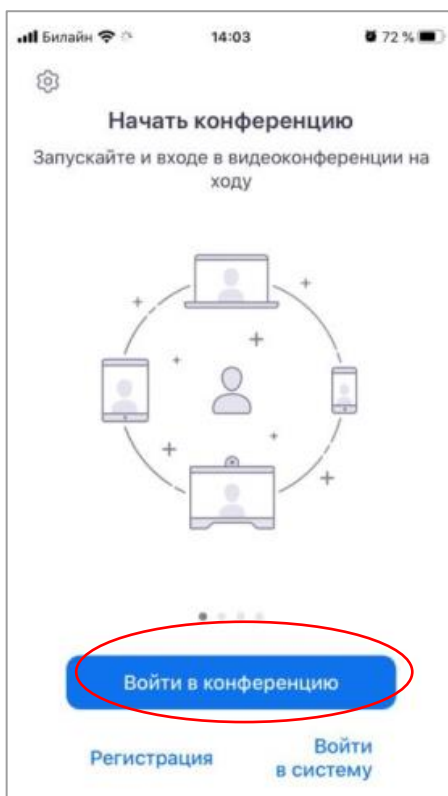 Билайн 14:03 72 %
Начать конференцию
Запускайте и входе в видеоконференции на
ходу
Войти в конференцию
Регистрация
Войти
в систему